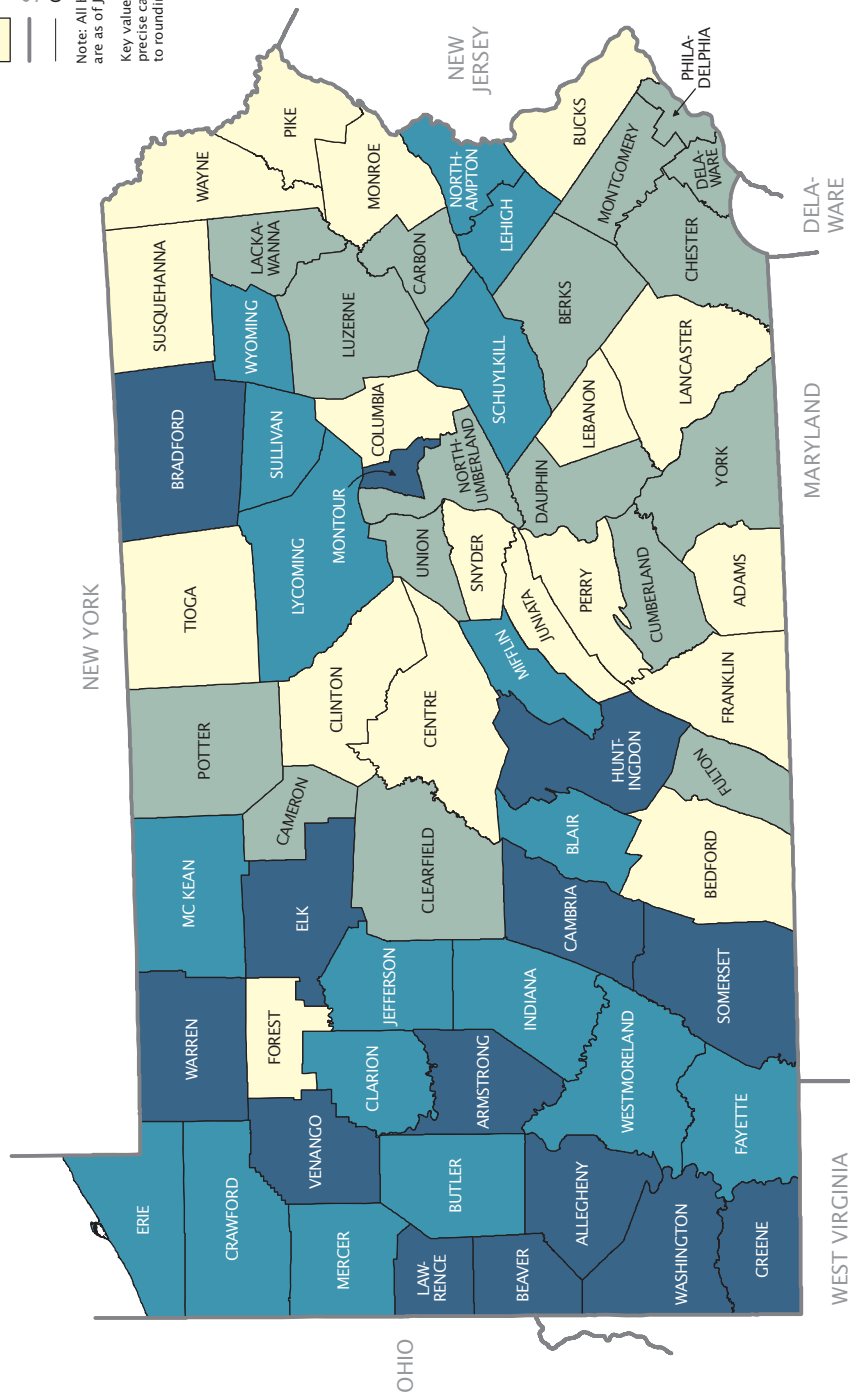 NEW YORK
ERIE
CRAWFORD
WARREN
MC KEAN
POTTER
TIOGA
BRADFORD
SUSQUEHANNA
WAYNE
PIKE
WYOMING
LACKA-
WANNA
SULLIVAN
LYCOMING
CAMERON
ELK
FOREST
VENANGO
MERCER
CLARION
JEFFERSON
CLINTON
MONTOUR
COLUMBIA
LUZERNE
MONROE
CARBON
OHIO
LAW-
RENCE
BUTLER
ARMSTRONG
CLEARFIELD
CENTRE
UNION
SNYDER
NORTH-
UMBERLAND
SCHUYLKILL
NORTH-
AMPTON
LEHIGH
NEW
JERSEY
BEAVER
ALLEGHENY
INDIANA
CAMBRIA
BLAIR
HUNT-
INGDON
MIFFLIN
JUNIATA
PERRY
DAUPHIN
LEBANON
BERKS
BUCKS
MONTGOMERY
WASHINGTON
WESTMORELAND
SOMERSET
BEDFORD
FULTON
FRANKLIN
CUMBERLAND
ADAMS
YORK
LANCASTER
CHESTER
DELA-
WARE
PHILA-
DELPHIA
GREENE
FAYETTE
WEST VIRGINIA
MARYLAND
DELA-
WARE
Note: All
are as of J
Key value
precise ca
to roundin